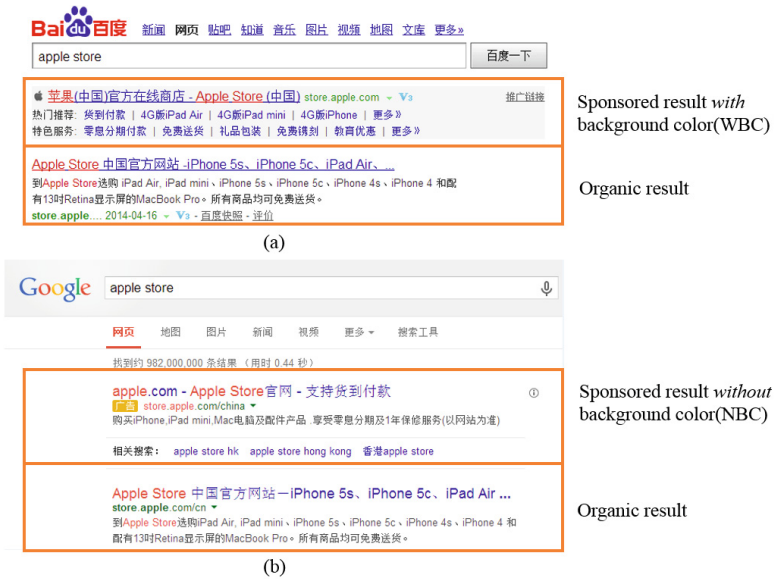 Bai du 百度 新闻 网页 贴吧 知道 音乐 图片 视频 地图 文库 更多»
apple store 百度一下
苹果(中国)官方在线商店 - Apple Store (中国) store.apple.com V3 推广链接
热门推荐: 货到付款 | 4G版iPad Air | 4G版iPad mini | 4G版iPhone | 更多»
特色服务: 零息分期付款 | 免费送货 | 礼品包装 | 免费镌刻 | 教育优惠 | 更多»
Sponsored result with
background color(WBC)
Apple Store 中国官方网站 -iPhone 5s、iPhone 5c、iPad Air、...
到Apple Store选购 iPad Air, iPad mini、iPhone 5s、iPhone 5c、iPhone 4s、iPhone 4 和配
有13吋Retina显示屏的MacBook Pro。所有商品均可免费送货。
store.apple.... 2014-04-16 V3 - 百度快照 - 评价
Organic result
(a)
Google apple store
网页 地图 图片 新闻 视频 更多 搜索工具
找到约 982,000,000 条结果 （用时 0.44 秒）
apple.com - Apple Store官网 - 支持货到付款
广告 store.apple.com/china
购买iPhone,iPad mini,Mac电脑及配件产品 .享受零息分期及1年保修服务(以网站为准)
相关搜索： apple store hk apple store hong kong 香港apple store
Sponsored result without
background color(NBC)
Apple Store 中国官方网站－iPhone 5s、iPhone 5c、iPad Air ...
store.apple.com/cn
到Apple Store选购iPad Air, iPad mini、iPhone 5s、iPhone 5c、iPhone 4s、iPhone 4 和
配有13吋Retina显示屏的MacBook Pro。所有商品均可免费送货。
Organic result
(b)